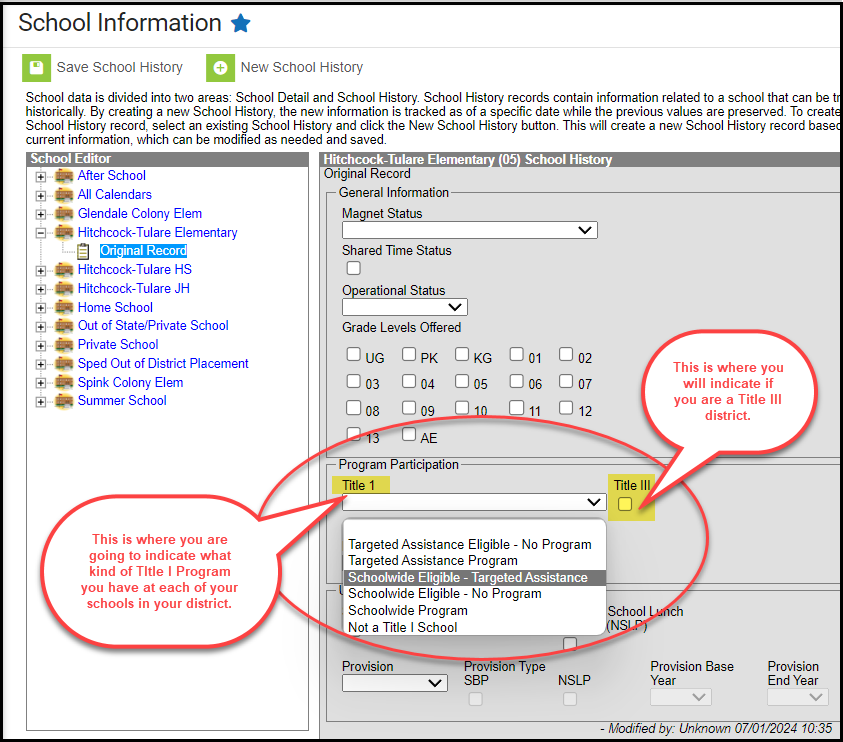 School Information
Save School History
New School History
School data is divided into two areas: School Detail and School History. School History records contain information related to a school that can be tr
historically. By creating a new School History, the new information is tracked as of a specific date while the previous values are preserved. To create
School History record, select an existing School History and click the New School History button. This will create a new School History record based
current information, which can be modified as needed and saved.
School Editor
After School
All Calendars
Glendale Colony Elem
Hitchcock-Tulare Elementary
Original Record
Hitchcock-Tulare HS
Hitchcock-Tulare JH
Home School
Out of State/Private School
Private School
Sped Out of District Placement
Spink Colony Elem
Summer School
Hitchcock-Tulare Elementary (05) School History
Original Record
General Information
Magnet Status
Shared Time Status
Operational Status
Grade Levels Offered
UG PK KG 01 02
03 04 05 06 07
08 09 10 11 12
13 AE
This is where you
will indicate if
you are a Title III
district.
Program Participation
Title 1
Title III
Targeted Assistance Eligible - No Program
Targeted Assistance Program
Schoolwide Eligible - Targeted Assistance
Schoolwide Eligible - No Program
Schoolwide Program
Not a Title I School
This is where you are
going to indicate what
kind of TItle I Program
you have at each of your
schools in your district.
School Lunch
(NSLP)
Provision
Provision Type
SBP
NSLP
Provision Base
Year
Provision
End Year
- Modified by: Unknown 07/01/2024 10:35